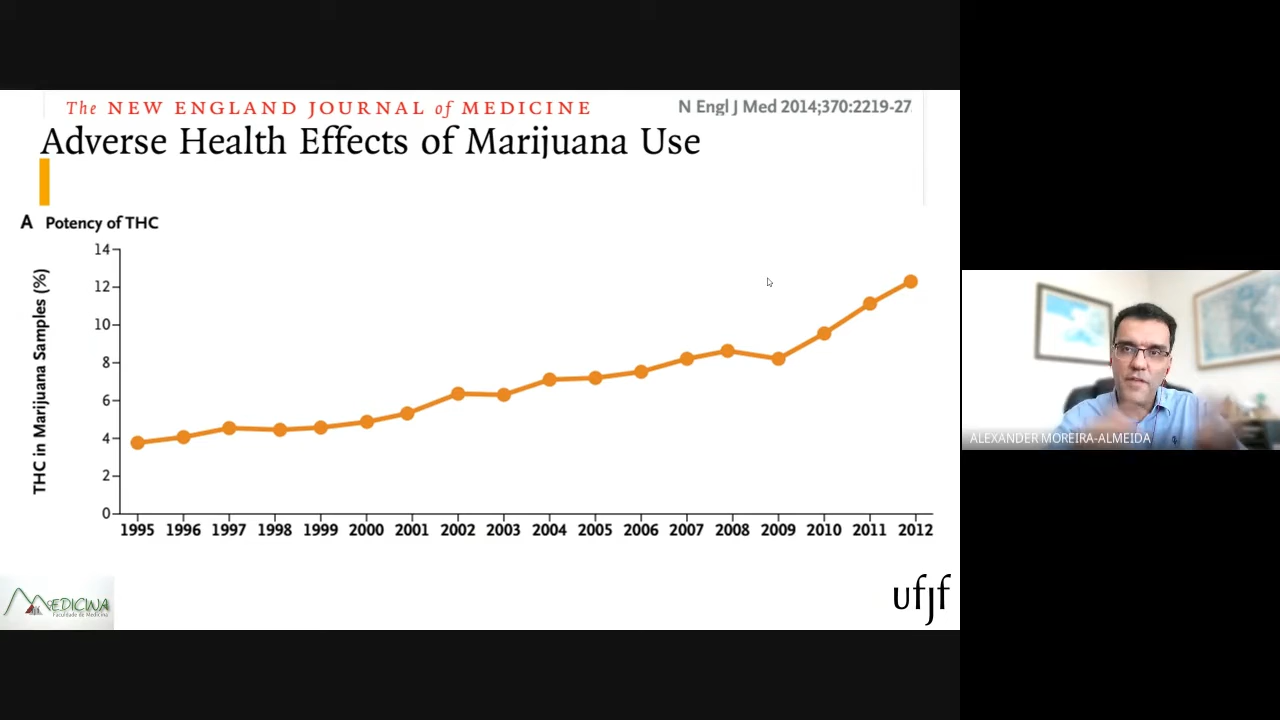 The NEW ENGLAND JOURNAL of MEDICINE
N Engl J Med 2014;370:2219-27
Adverse Health Effects of Marijuana Use
A Potency of THC
THC in Marijuana Samples (%)
14
12
10
8
6
4
2
0
1995 1996 1997 1998 1999 2000 2001 2002 2003 2004 2005 2006 2007 2008 2009 2010 2011 2012
MEDICINA
Faculdade de Medicina
ufjf
ALEXANDER MOREIRA-ALMEIDA